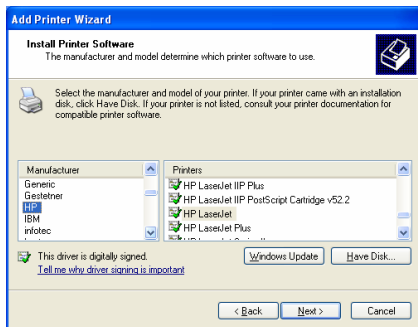 Add Printer Wizard
Install Printer Software
The manufacturer and model determine which printer software to use.
Select the manufacturer and model of your printer. If your printer came with an installation
disk, click Have Disk. If your printer is not listed, consult your printer documentation for
compatible printer software.
Manufacturer
Generic
Gestetner
HP
IBM
infotec
Printers
HP LaserJet IIP Plus
HP LaserJet IIP PostScript Cartridge v52.2
HP LaserJet
HP LaserJet Plus
This driver is digitally signed.
Tell me why driver signing is important
Windows Update
Have Disk...
< Back
Next >
Cancel